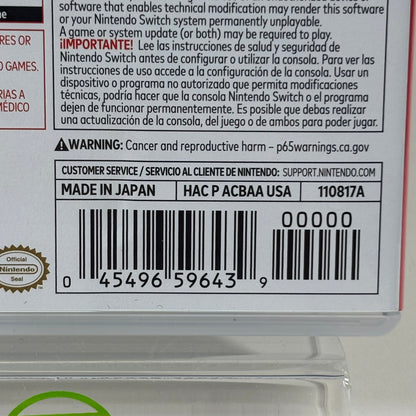 software that enables technical modification may render this software
or your Nintendo Switch system permanently unplayable.
A game or system update (or both) may be required to play.
¡IMPORTANTE! Lee las instrucciones de salud y seguridad de
Nintendo Switch antes de configurar o utilizar la consola. Para ver las
instrucciones de uso accede a la configuración de la consola. Usar un
dispositivo o programa no autorizado que permita modificaciones
técnicas, podría hacer que la consola Nintendo Switch o el programa
dejen de funcionar permanentemente. Es posible que debas realizar
una actualización de la consola, del juego o de ambos para poder jugar.
RES OR
O GAMES.
RIAS A
MÉDICO
WARNING: Cancer and reproductive harm – p65warnings.ca.gov
CUSTOMER SERVICE / SERVICIO AL CLIENTE DE NINTENDO: SUPPORT.NINTENDO.COM
MADE IN JAPAN HAC P ACBAA USA 110817A
00000
0 45496 59643 9
Official
Nintendo
Seal